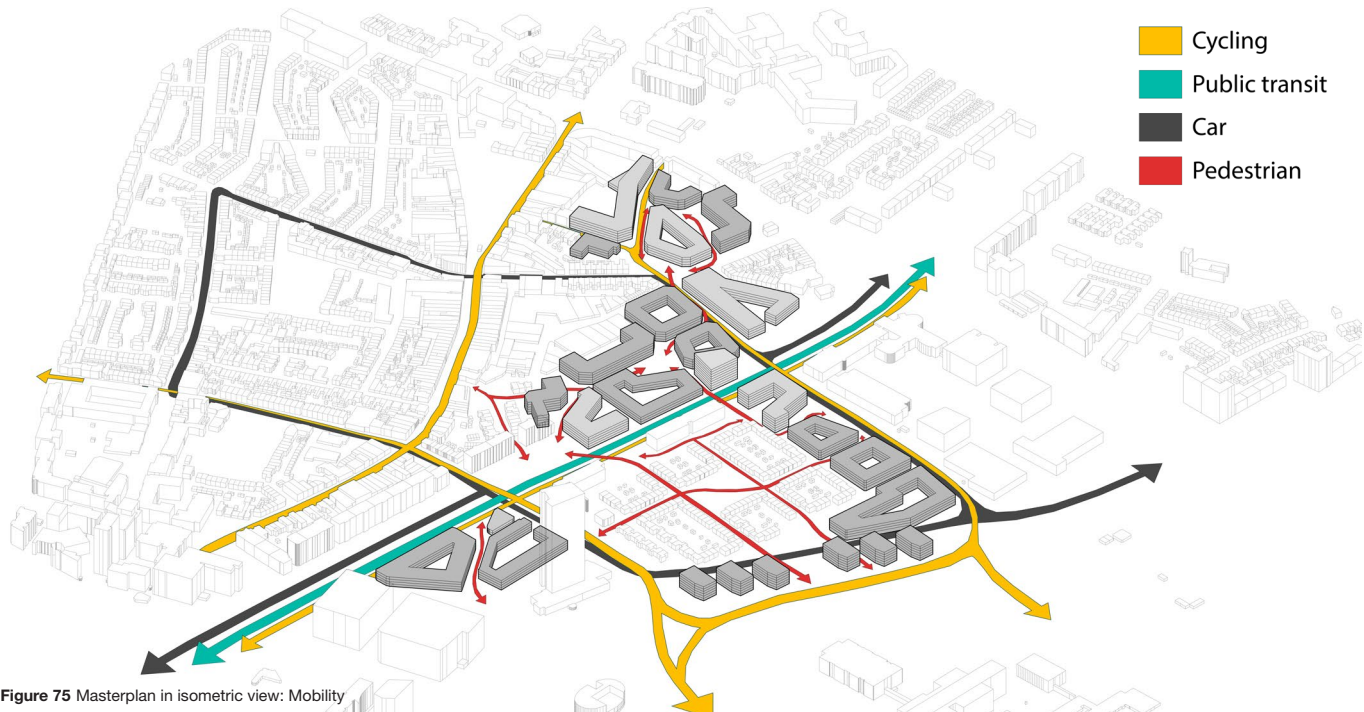 Cycling
Public transit
Car
Pedestrian
Figure 75 Masterplan in isometric view: Mobility